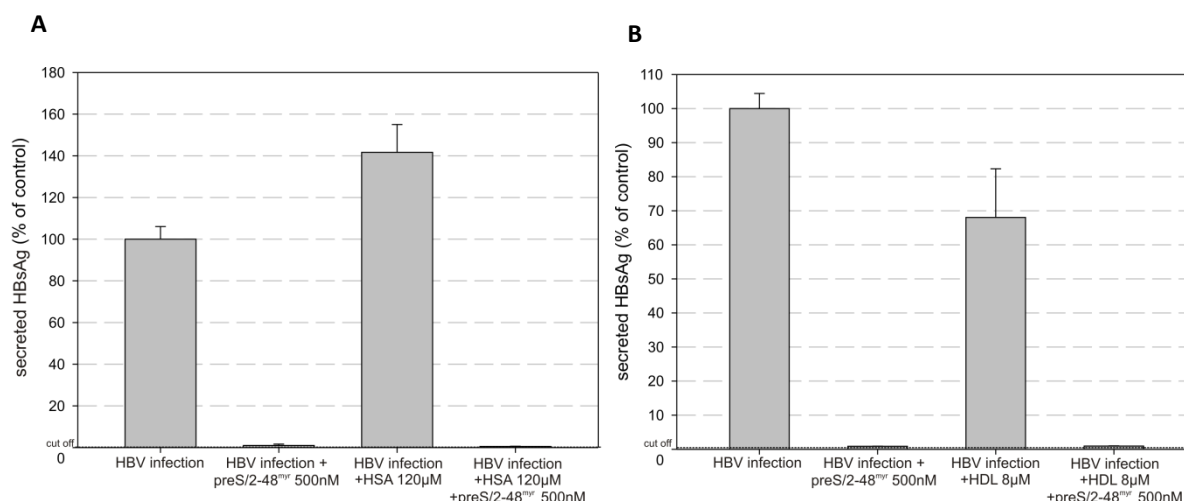 A
secreted HBsAg (% of control)
180
160
140
120
100
80
60
40
20
cut off
0
HBV infection
HBV infection +
preS/2-48ᵐʸʳ 500nM
HBV infection
+HSA 120µM
HBV infection
+HSA 120µM
+preS/2-48ᵐʸʳ 500nM
B
secreted HBsAg (% of control)
110
100
90
80
70
60
50
40
30
20
10
cut off
0
HBV infection
HBV infection +
preS/2-48ᵐʸʳ 500nM
HBV infection
+HDL 8µM
HBV infection +
+HDL 8µM
+preS/2-48ᵐʸʳ 500nM